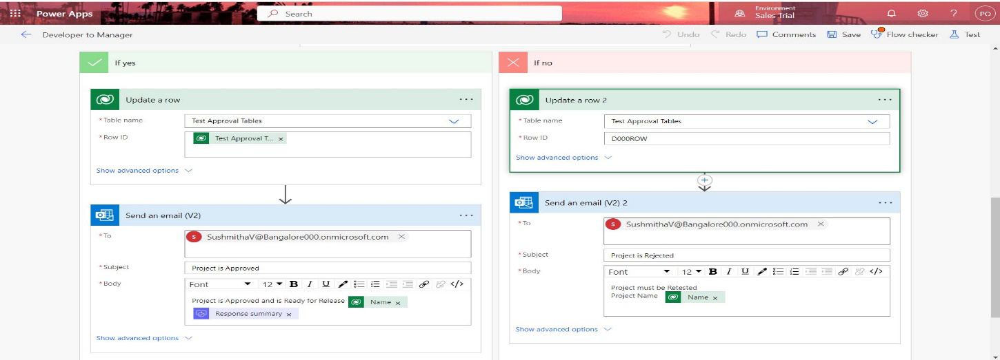 Power Apps
Search
Environment
Sales Trial
PO
Developer to Manager
Undo
Redo
Comments
Save
Flow checker
Test
If yes
Update a row
* Table name
Test Approval Tables
* Row ID
Test Approval T... ×
Show advanced options
Send an email (V2)
* To
S SushmithaV@Bangalore000.onmicrosoft.com ×
* Subject
Project is Approved
* Body
Font 12 B I U </>
Project is Approved and is Ready for Release Name ×
Response summary ×
Show advanced options
If no
Update a row 2
* Table name
Test Approval Tables
* Row ID
D000ROW
Show advanced options
Send an email (V2) 2
* To
S SushmithaV@Bangalore000.onmicrosoft.com ×
* Subject
Project is Rejected
* Body
Font 12 B I U </>
Project must be Retested
Project Name Name ×
Show advanced options